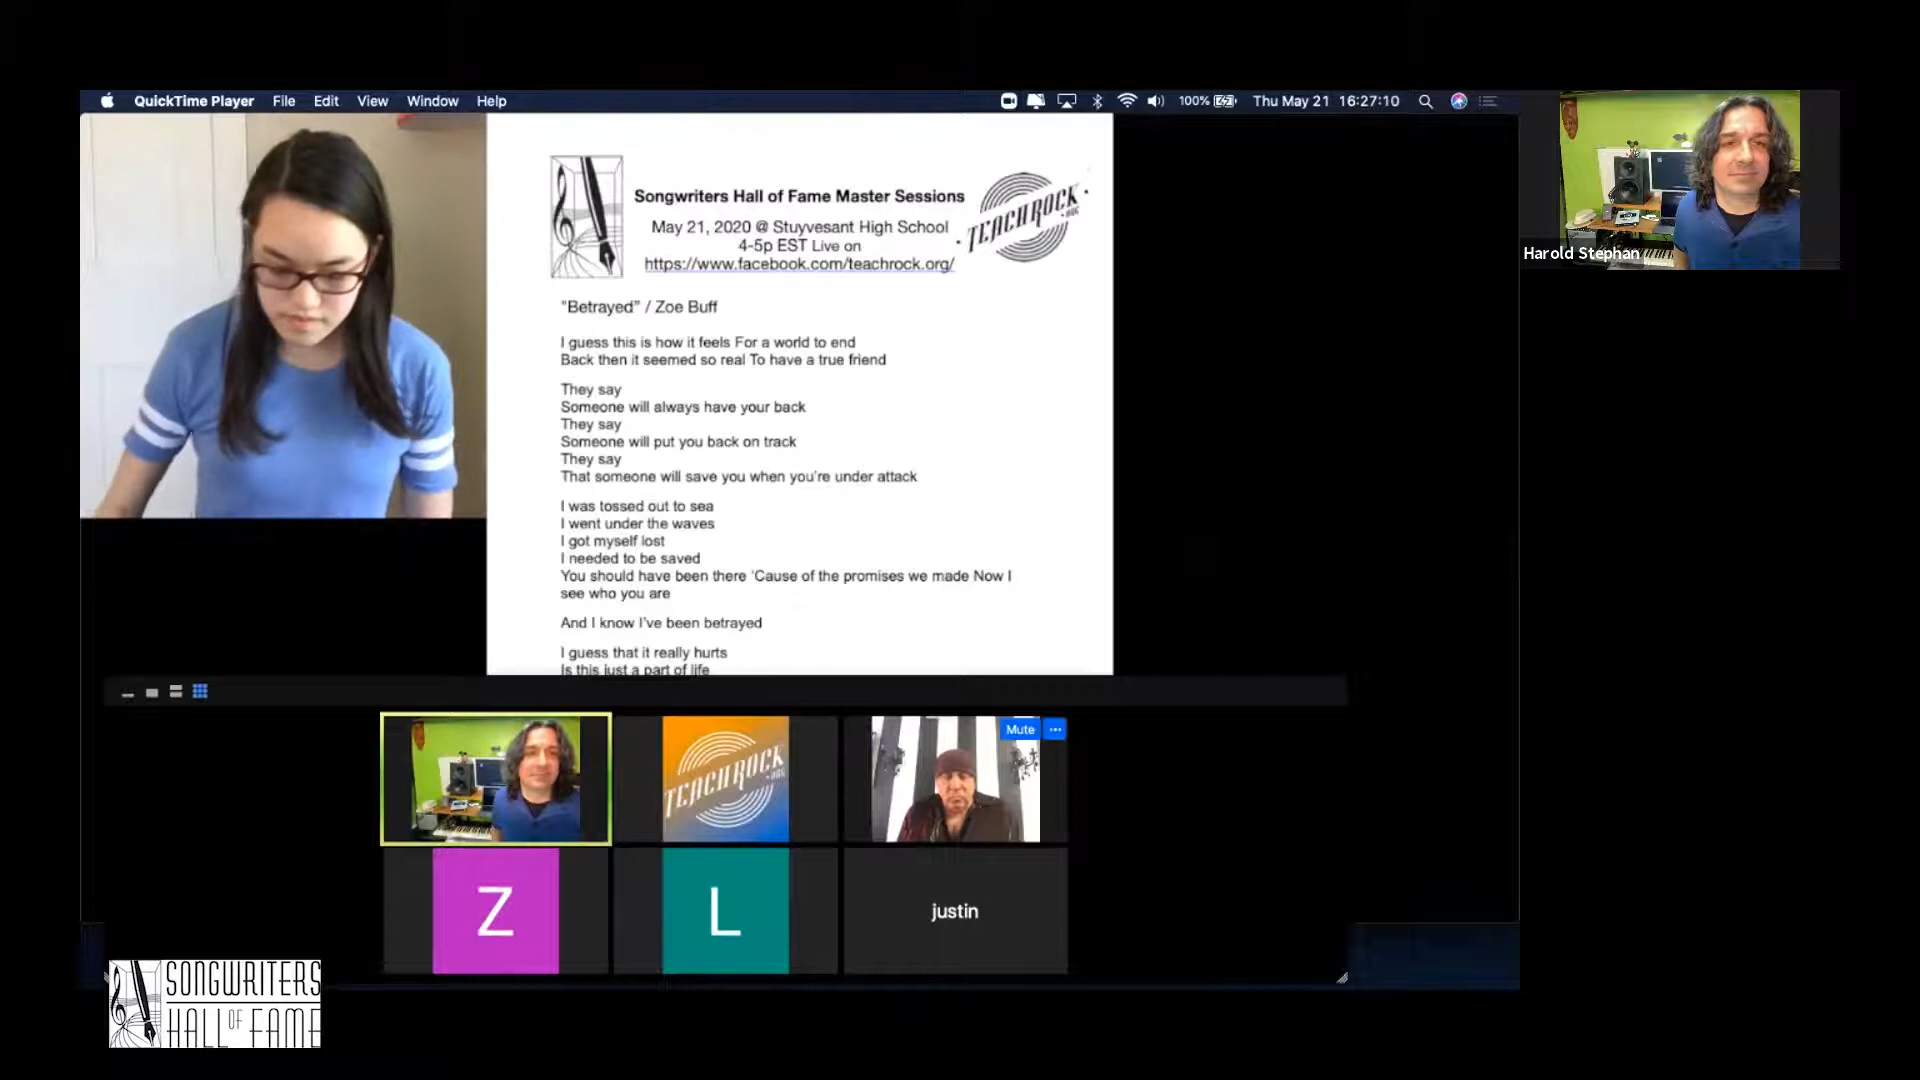 QuickTime Player File Edit View Window Help 100% Thu May 21 16:27:10
Songwriters Hall of Fame Master Sessions
May 21, 2020 @ Stuyvesant High School
4-5p EST Live on
https://www.facebook.com/teachrock.org/
TEACHROCK
.ORG
"Betrayed" / Zoe Buff
I guess this is how it feels For a world to end
Back then it seemed so real To have a true friend
They say
Someone will always have your back
They say
Someone will put you back on track
They say
That someone will save you when you're under attack
I was tossed out to sea
I went under the waves
I got myself lost
I needed to be saved
You should have been there 'Cause of the promises we made Now I
see who you are
And I know I've been betrayed
I guess that it really hurts
Is this just a part of life
Harold Stephan
TEACHROCK
.ORG
Mute
Z
L
justin
SONGWRITERS
HALL OF FAME